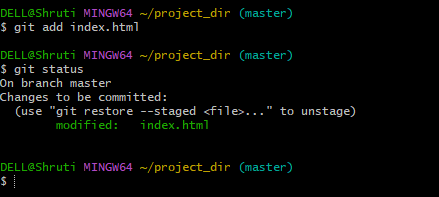 DELL@Shruti MINGW64 ~/project_dir (master)
$ git add index.html
DELL@Shruti MINGW64 ~/project_dir (master)
$ git status
On branch master
Changes to be committed:
  (use "git restore --staged <file>..." to unstage)
        modified:   index.html
DELL@Shruti MINGW64 ~/project_dir (master)
$